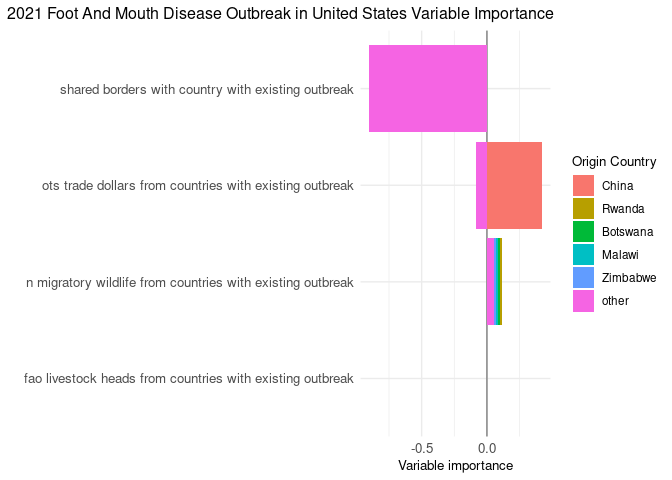 2021 Foot And Mouth Disease Outbreak in United States Variable Importance
shared borders with country with existing outbreak
ots trade dollars from countries with existing outbreak
n migratory wildlife from countries with existing outbreak
fao livestock heads from countries with existing outbreak
-0.5 0.0
Variable importance
Origin Country
China
Rwanda
Botswana
Malawi
Zimbabwe
other